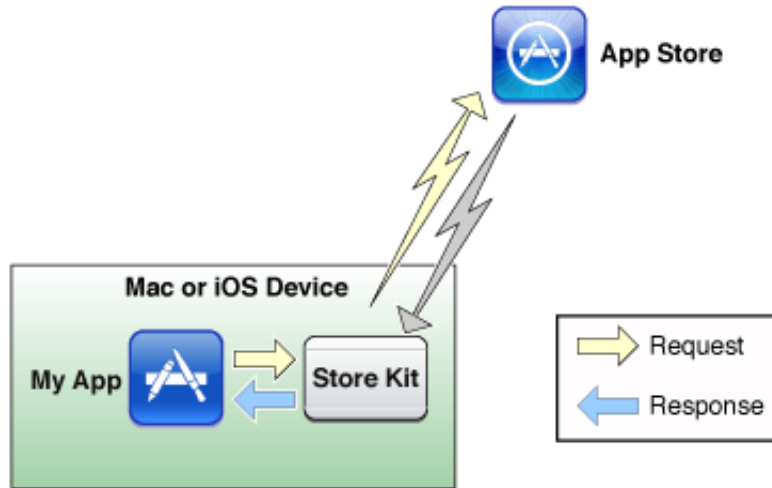 App Store
Mac or iOS Device
My App
Store Kit
Request
Response